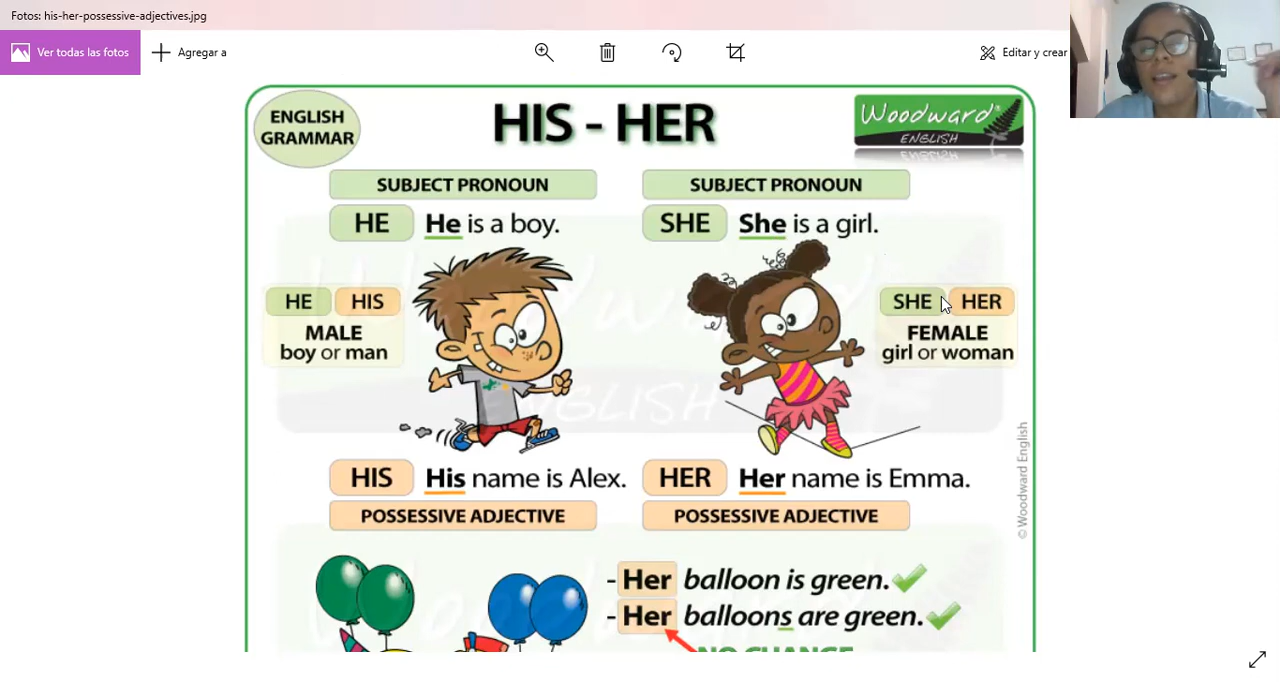 Fotos: his-her-possessive-adjectives.jpg
Ver todas las fotos
Agregar a
Editar y crear
ENGLISH
GRAMMAR
HIS - HER
Woodward®
ENGLISH
SUBJECT PRONOUN
SUBJECT PRONOUN
HE
He is a boy.
SHE
She is a girl.
HE
HIS
MALE
boy or man
SHE
HER
FEMALE
girl or woman
© Woodward English
HIS
His name is Alex.
HER
Her name is Emma.
POSSESSIVE ADJECTIVE
POSSESSIVE ADJECTIVE
- Her balloon is green.
- Her balloons are green.
NO CHANGE